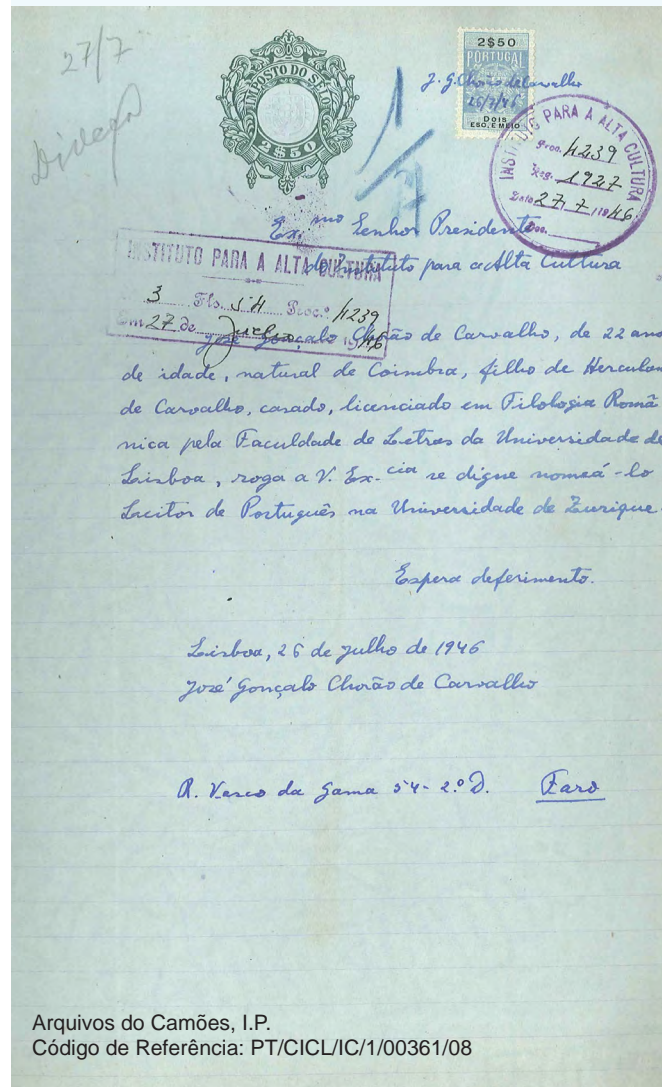 27/7
Direção
IMPOSTO DO SELO
2$50
2$50
PORTUGAL
DOIS
ESC. E MEIO
J. G. Chorão de Carvalho
26/7/46
INSTITUTO PARA A ALTA CULTURA
Proc. 4239
Reg. 1927
Data 27, 7, 1946
Doc.
Ex.mo Senhor Presidente
do Instituto para a Alta Cultura
INSTITUTO PARA A ALTA CULTURA
3 Fls. 54 Proc.º 4239
Em 27 de Julho 1946
José Gonçalo Chorão de Carvalho, de 22 anos
de idade, natural de Coimbra, filho de Herculan
de Carvalho, casado, licenciado em Filologia Romã
nica pela Faculdade de Letras da Universidade de
Lisboa, roga a V. Ex.cia se digne nomeá-lo
Leitor de Português na Universidade de Zurique.
Espera deferimento.
Lisboa, 26 de Julho de 1946
José Gonçalo Chorão de Carvalho
R. Vasco da Gama 54-2.º D. Faro
Arquivos do Camões, I.P.
Código de Referência: PT/CICL/IC/1/00361/08